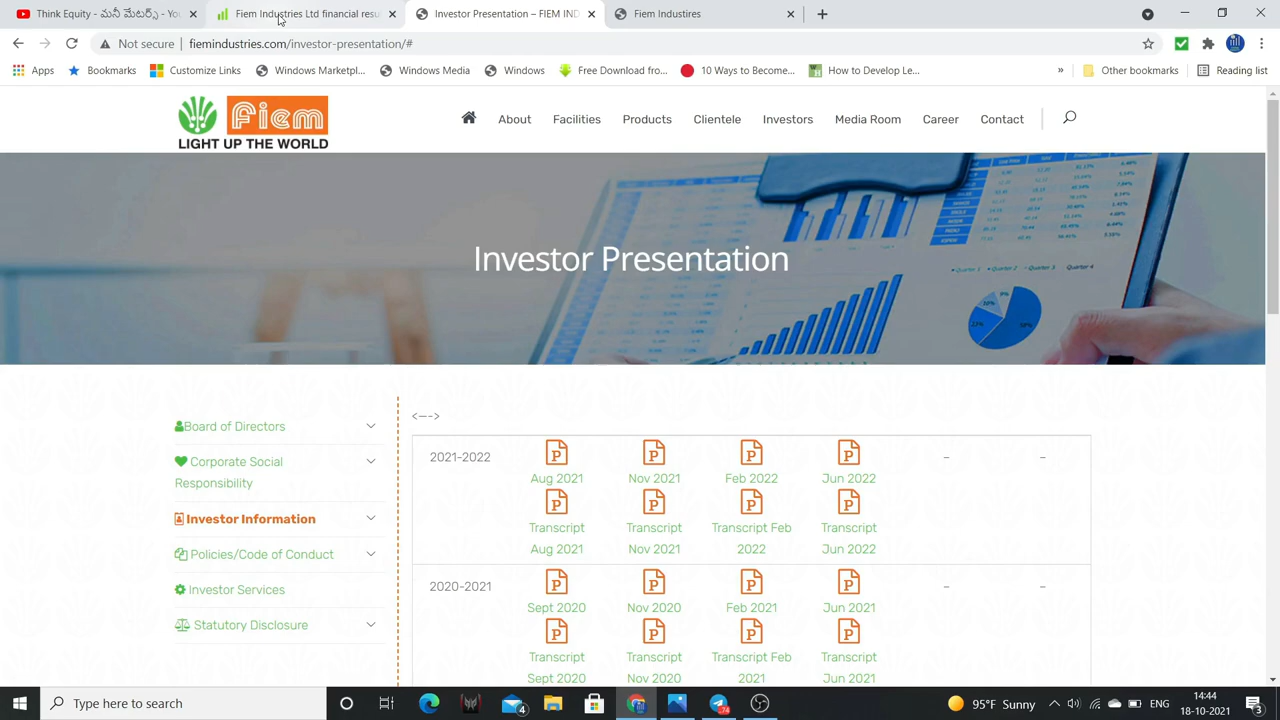 Think Equity - మనీ మేటర్స్ - Yo
Fiem Industries Ltd financial resu
Investor Presentation – FIEM IND
Fiem Industires
Not secure
fiemindustries.com/investor-presentation/#
Apps
Bookmarks
Customize Links
Windows Marketpl...
Windows Media
Windows
Free Download fro...
10 Ways to Become...
How to Develop Le...
»
Other bookmarks
Reading list
Fiem
LIGHT UP THE WORLD
About
Facilities
Products
Clientele
Investors
Media Room
Career
Contact
Investor Presentation
Board of Directors
Corporate Social
Responsibility
Investor Information
Policies/Code of Conduct
Investor Services
Statutory Disclosure
<—->
2021-2022
Aug 2021
Nov 2021
Feb 2022
Jun 2022
–
–
Transcript
Aug 2021
Transcript
Nov 2021
Transcript Feb
2022
Transcript
Jun 2022
2020-2021
Sept 2020
Nov 2020
Feb 2021
Jun 2021
–
–
Transcript
Sept 2020
Transcript
Nov 2020
Transcript Feb
2021
Transcript
Jun 2021
Type here to search
4
74
95°F Sunny
ENG
14:44
18-10-2021
3